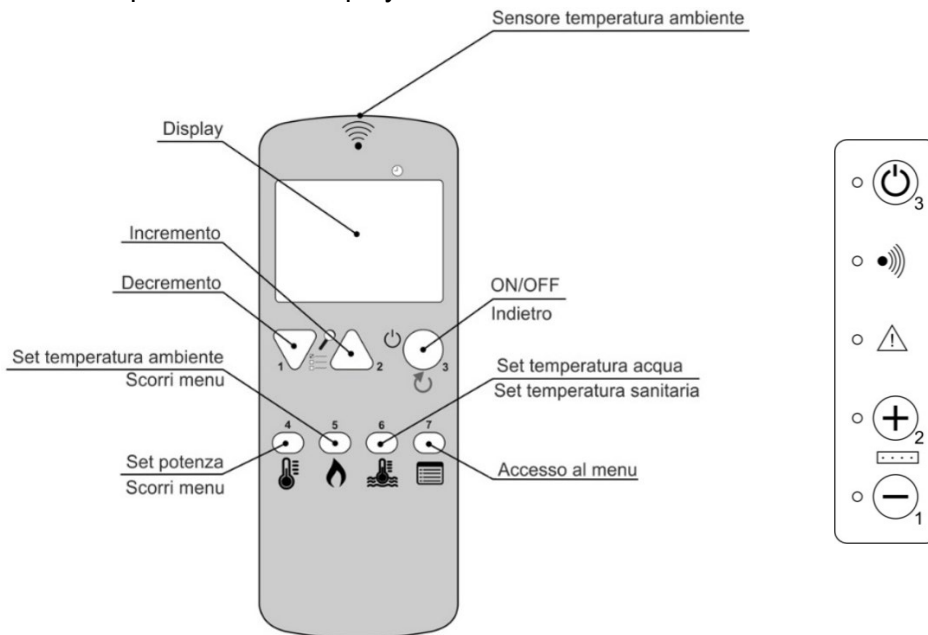 Sensore temperatura ambiente
Display
Incremento
Decremento
ON/OFF
Indietro
Set temperatura ambiente
Scorri menu
Set temperatura acqua
Set temperatura sanitaria
Set potenza
Scorri menu
Accesso al menu
1
2
3
4
5
6
7
3
2
1